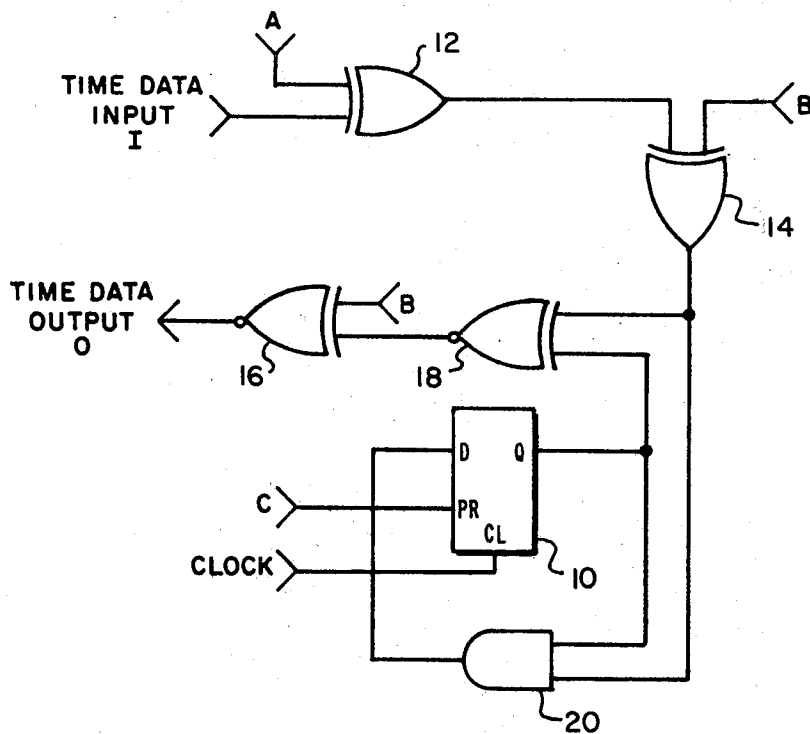 A
12
TIME DATA
INPUT
I
B
14
TIME DATA
OUTPUT
O
B
16
18
D Q
C
PR
CL
CLOCK
10
20